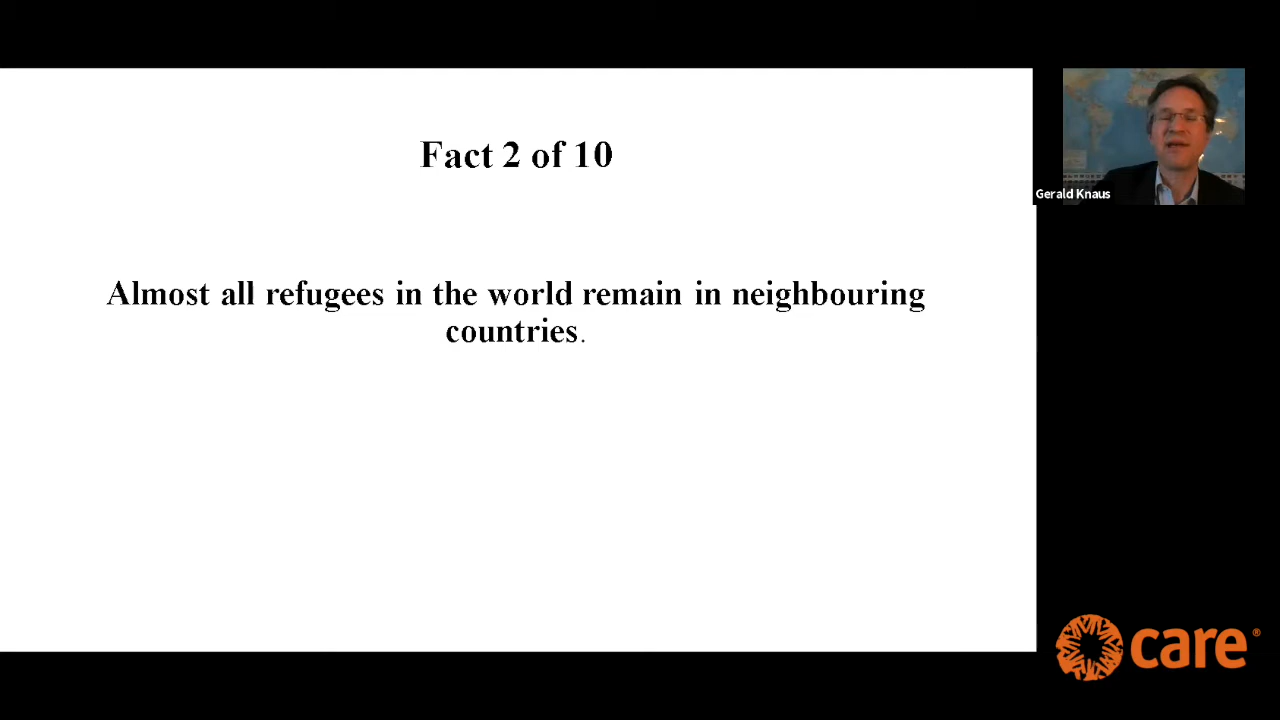 Fact 2 of 10
Almost all refugees in the world remain in neighbouring
countries.
Gerald Knaus
care®